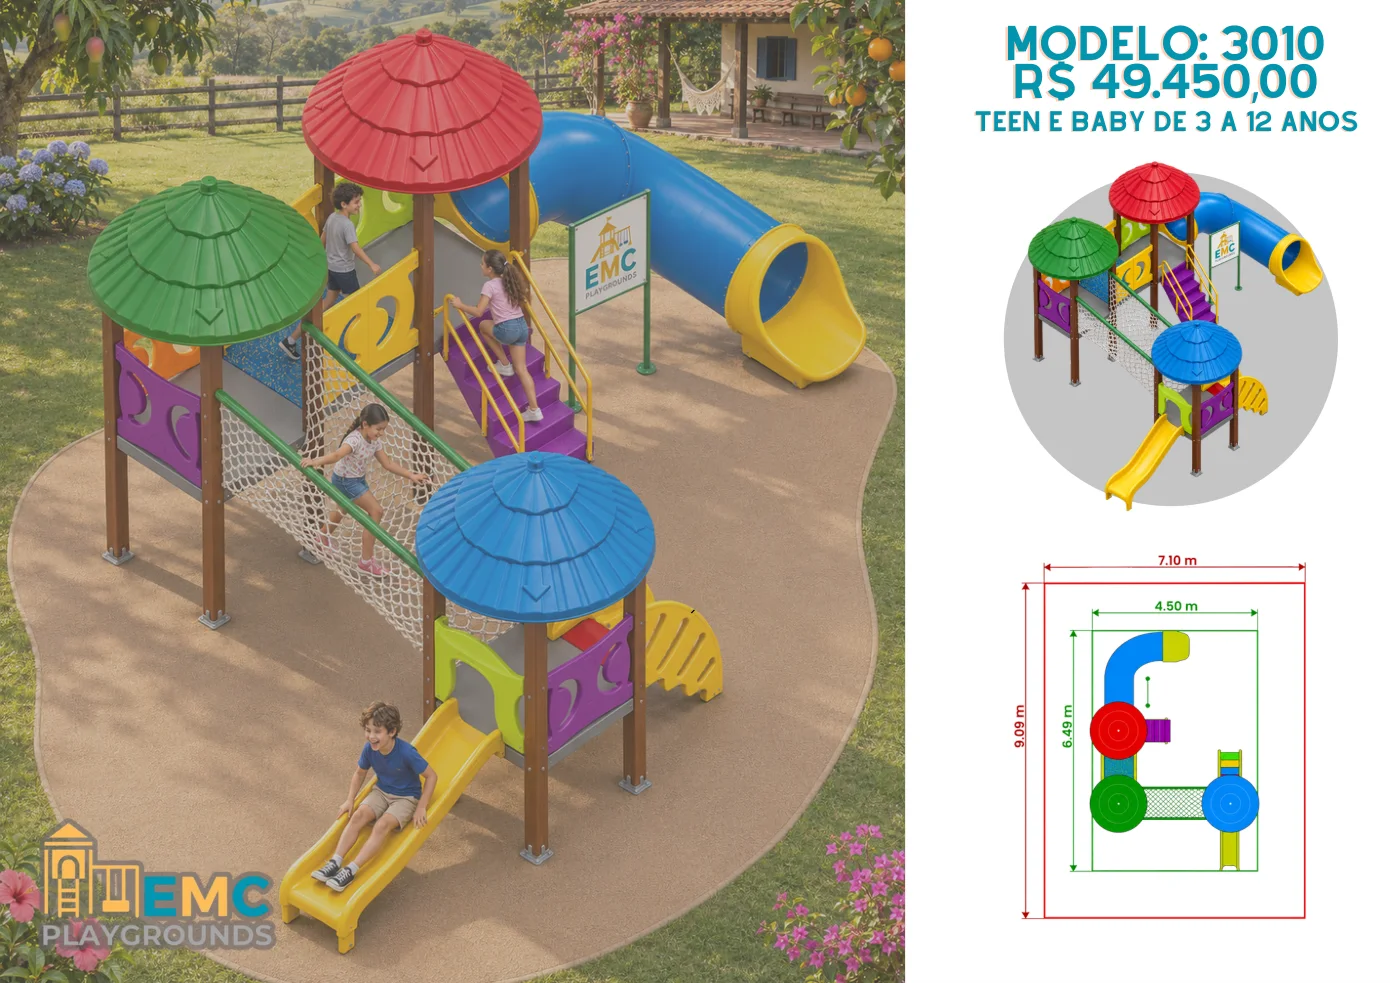 MODELO: 3010
R$ 49.450,00
TEEN E BABY DE 3 A 12 ANOS
EMC
PLAYGROUNDS
EMC
7.10 m
4.50 m
9.09 m
6.49 m
EMC
PLAYGROUNDS